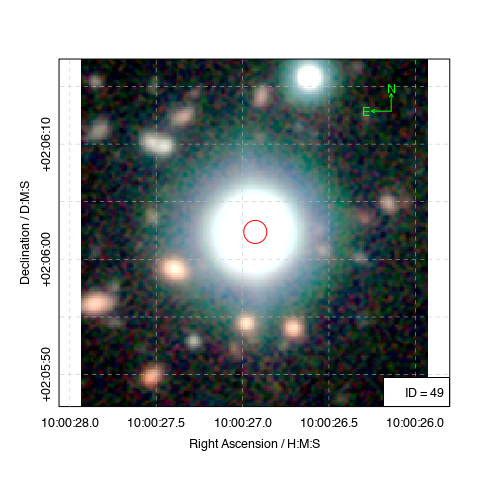 N
E
+02:06:10
+02:06:00
+02:05:50
Declination / D:M:S
ID = 49
10:00:28.0 10:00:27.5 10:00:27.0 10:00:26.5 10:00:26.0
Right Ascension / H:M:S